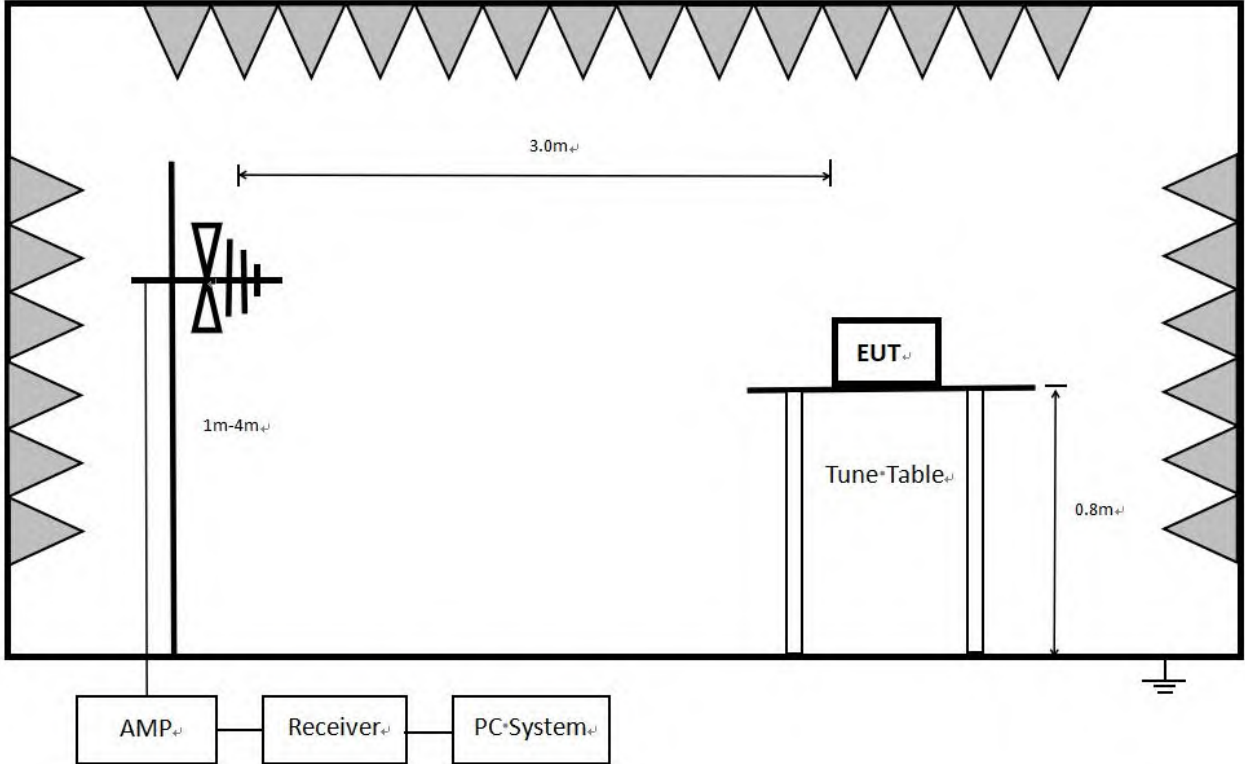 3.0m
EUT
1m-4m
Tune Table
0.8m
AMP
Receiver
PC System